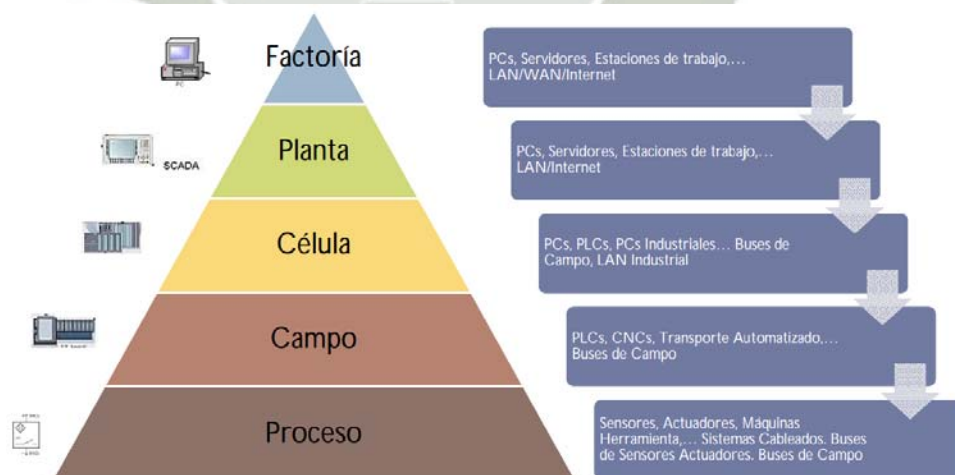 Factoría
PC
PCs, Servidores, Estaciones de trabajo,...
LAN/WAN/Internet
Planta
SCADA
PCs, Servidores, Estaciones de trabajo,...
LAN/Internet
Célula
PCs, PLCs, PCs Industriales... Buses de
Campo, LAN Industrial
Campo
PLCs, CNCs, Transporte Automatizado,...
Buses de Campo
Proceso
Sensores, Actuadores, Máquinas
Herramienta,... Sistemas Cableados. Buses
de Sensores Actuadores. Buses de Campo